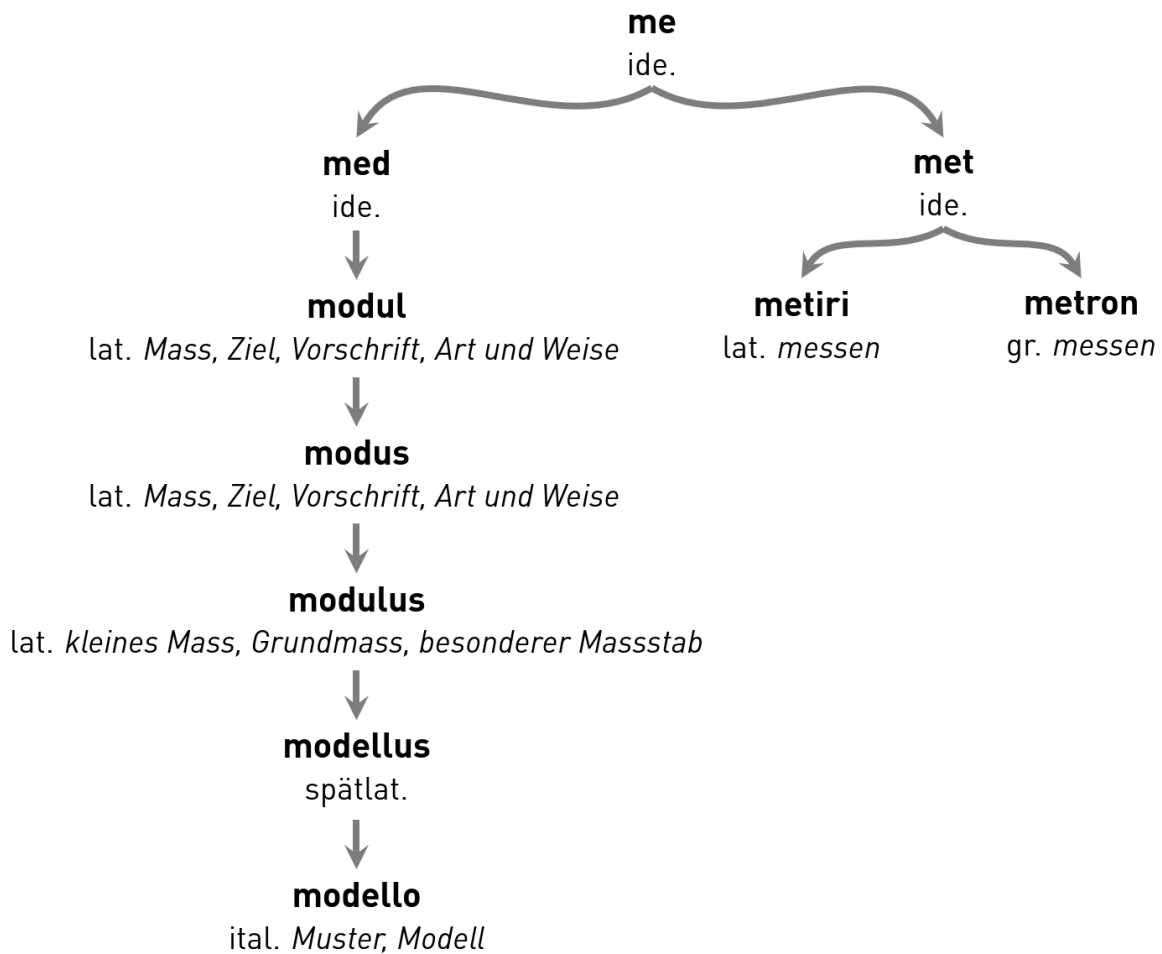 me
ide.
med
ide.
met
ide.
modul
lat. Mass, Ziel, Vorschrift, Art und Weise
metiri
lat. messen
metron
gr. messen
modus
lat. Mass, Ziel, Vorschrift, Art und Weise
modulus
lat. kleines Mass, Grundmass, besonderer Massstab
modellus
spätlat.
modello
ital. Muster, Modell